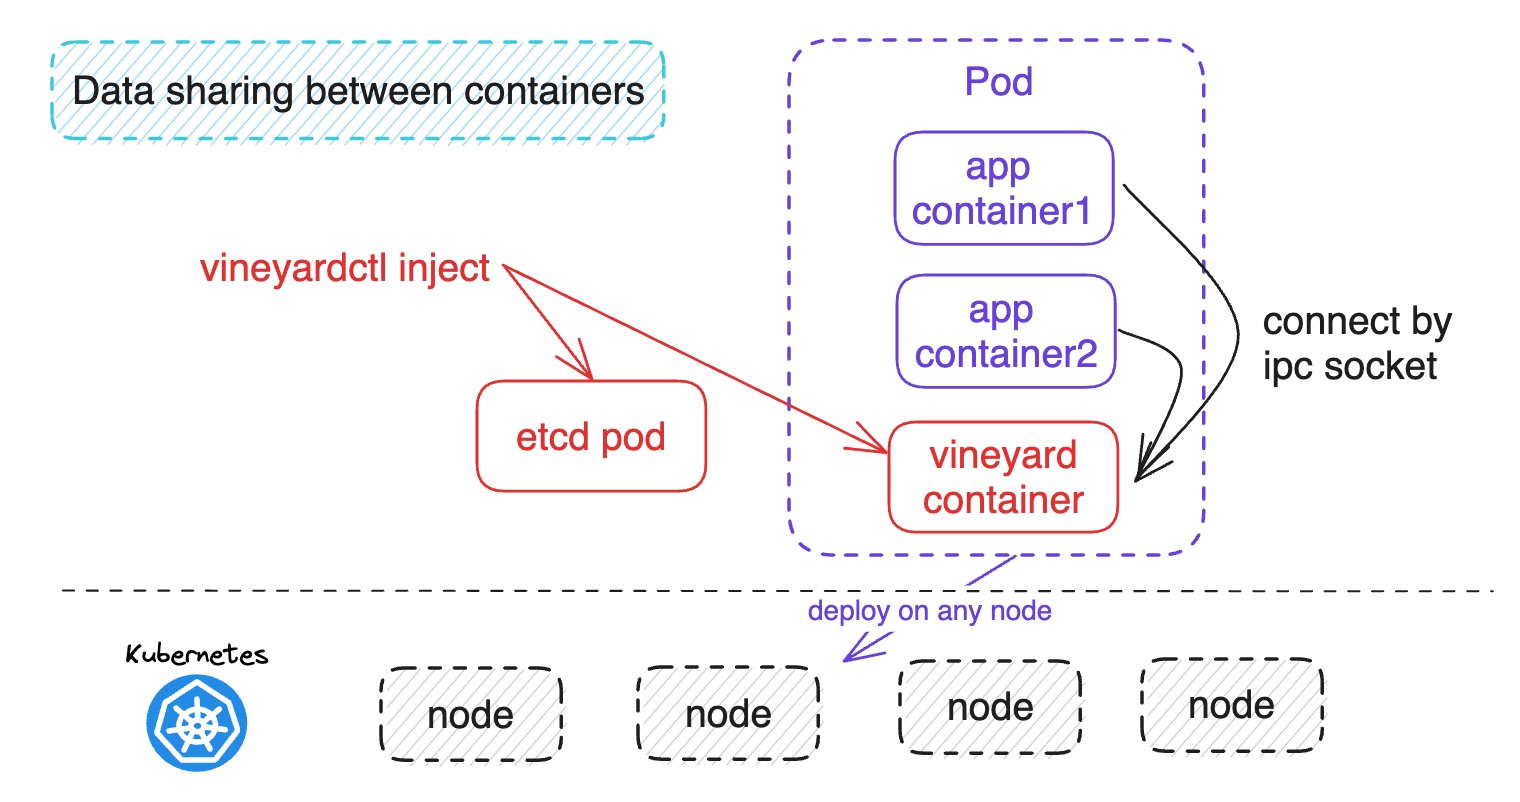 Data sharing between containers
Pod
app
container1
vineyardctl inject
app
container2
connect by
ipc socket
etcd pod
vineyard
container
deploy on any node
Kubernetes
node
node
node
node